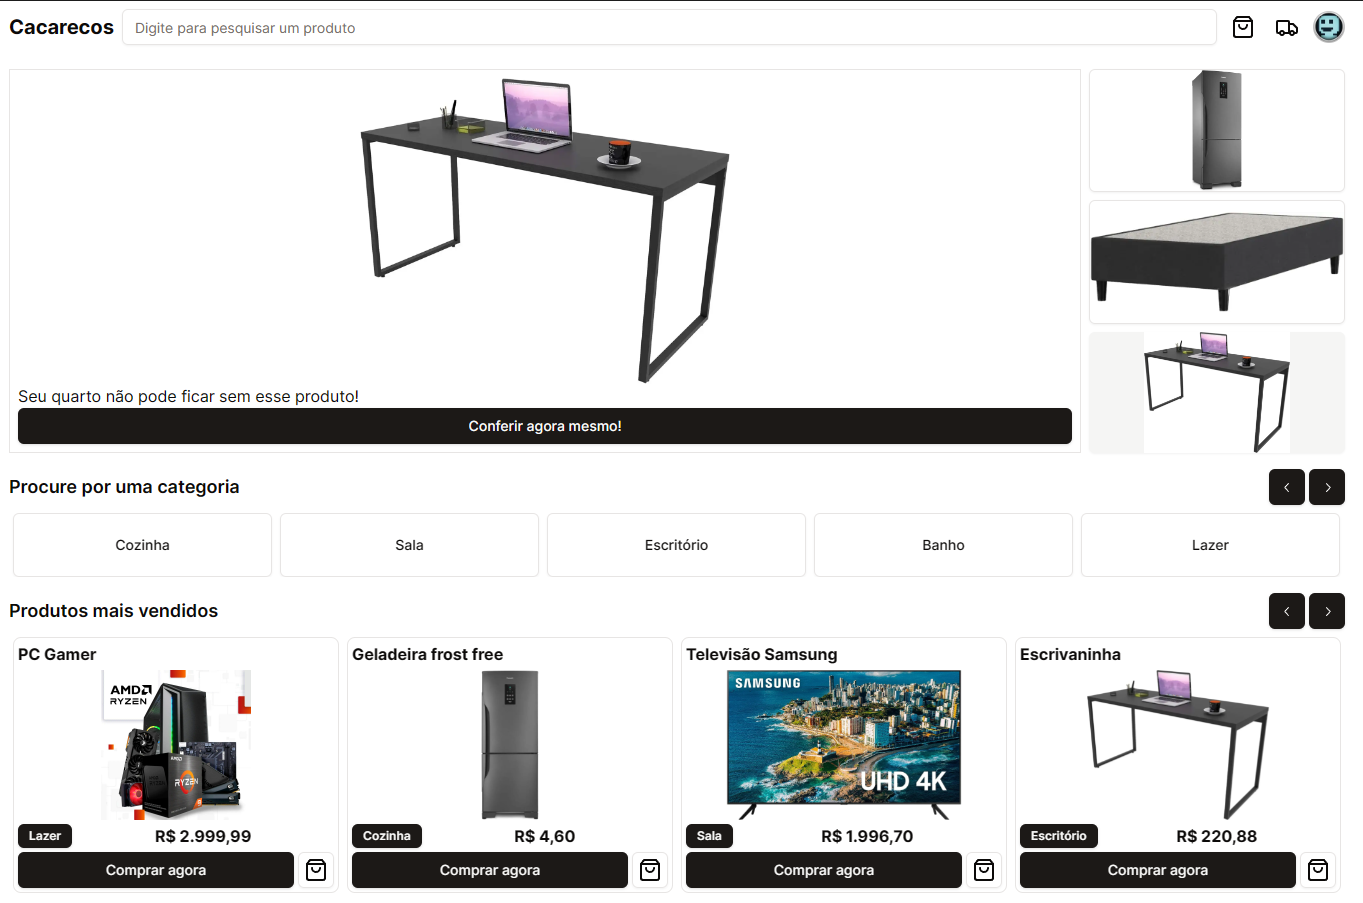 Cacarecos
Digite para pesquisar um produto
Seu quarto não pode ficar sem esse produto!
Conferir agora mesmo!
Procure por uma categoria
Cozinha
Sala
Escritório
Banho
Lazer
Produtos mais vendidos
PC Gamer
AMD
RYZEN
AMD
RYZEN
Lazer
R$ 2.999,99
Comprar agora
Geladeira frost free
Cozinha
R$ 4,60
Comprar agora
Televisão Samsung
SAMSUNG
UHD 4K
Sala
R$ 1.996,70
Comprar agora
Escrivaninha
Escritório
R$ 220,88
Comprar agora